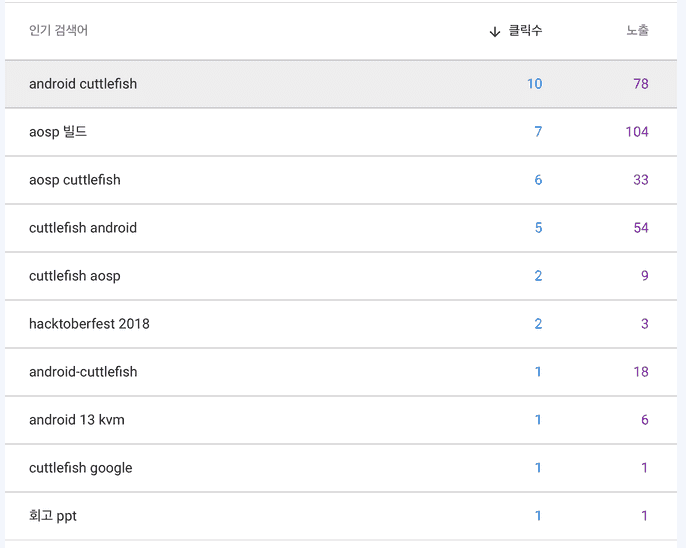 인기 검색어 ↓ 클릭수 노출
android cuttlefish 10 78
aosp 빌드 7 104
aosp cuttlefish 6 33
cuttlefish android 5 54
cuttlefish aosp 2 9
hacktoberfest 2018 2 3
android-cuttlefish 1 18
android 13 kvm 1 6
cuttlefish google 1 1
회고 ppt 1 1